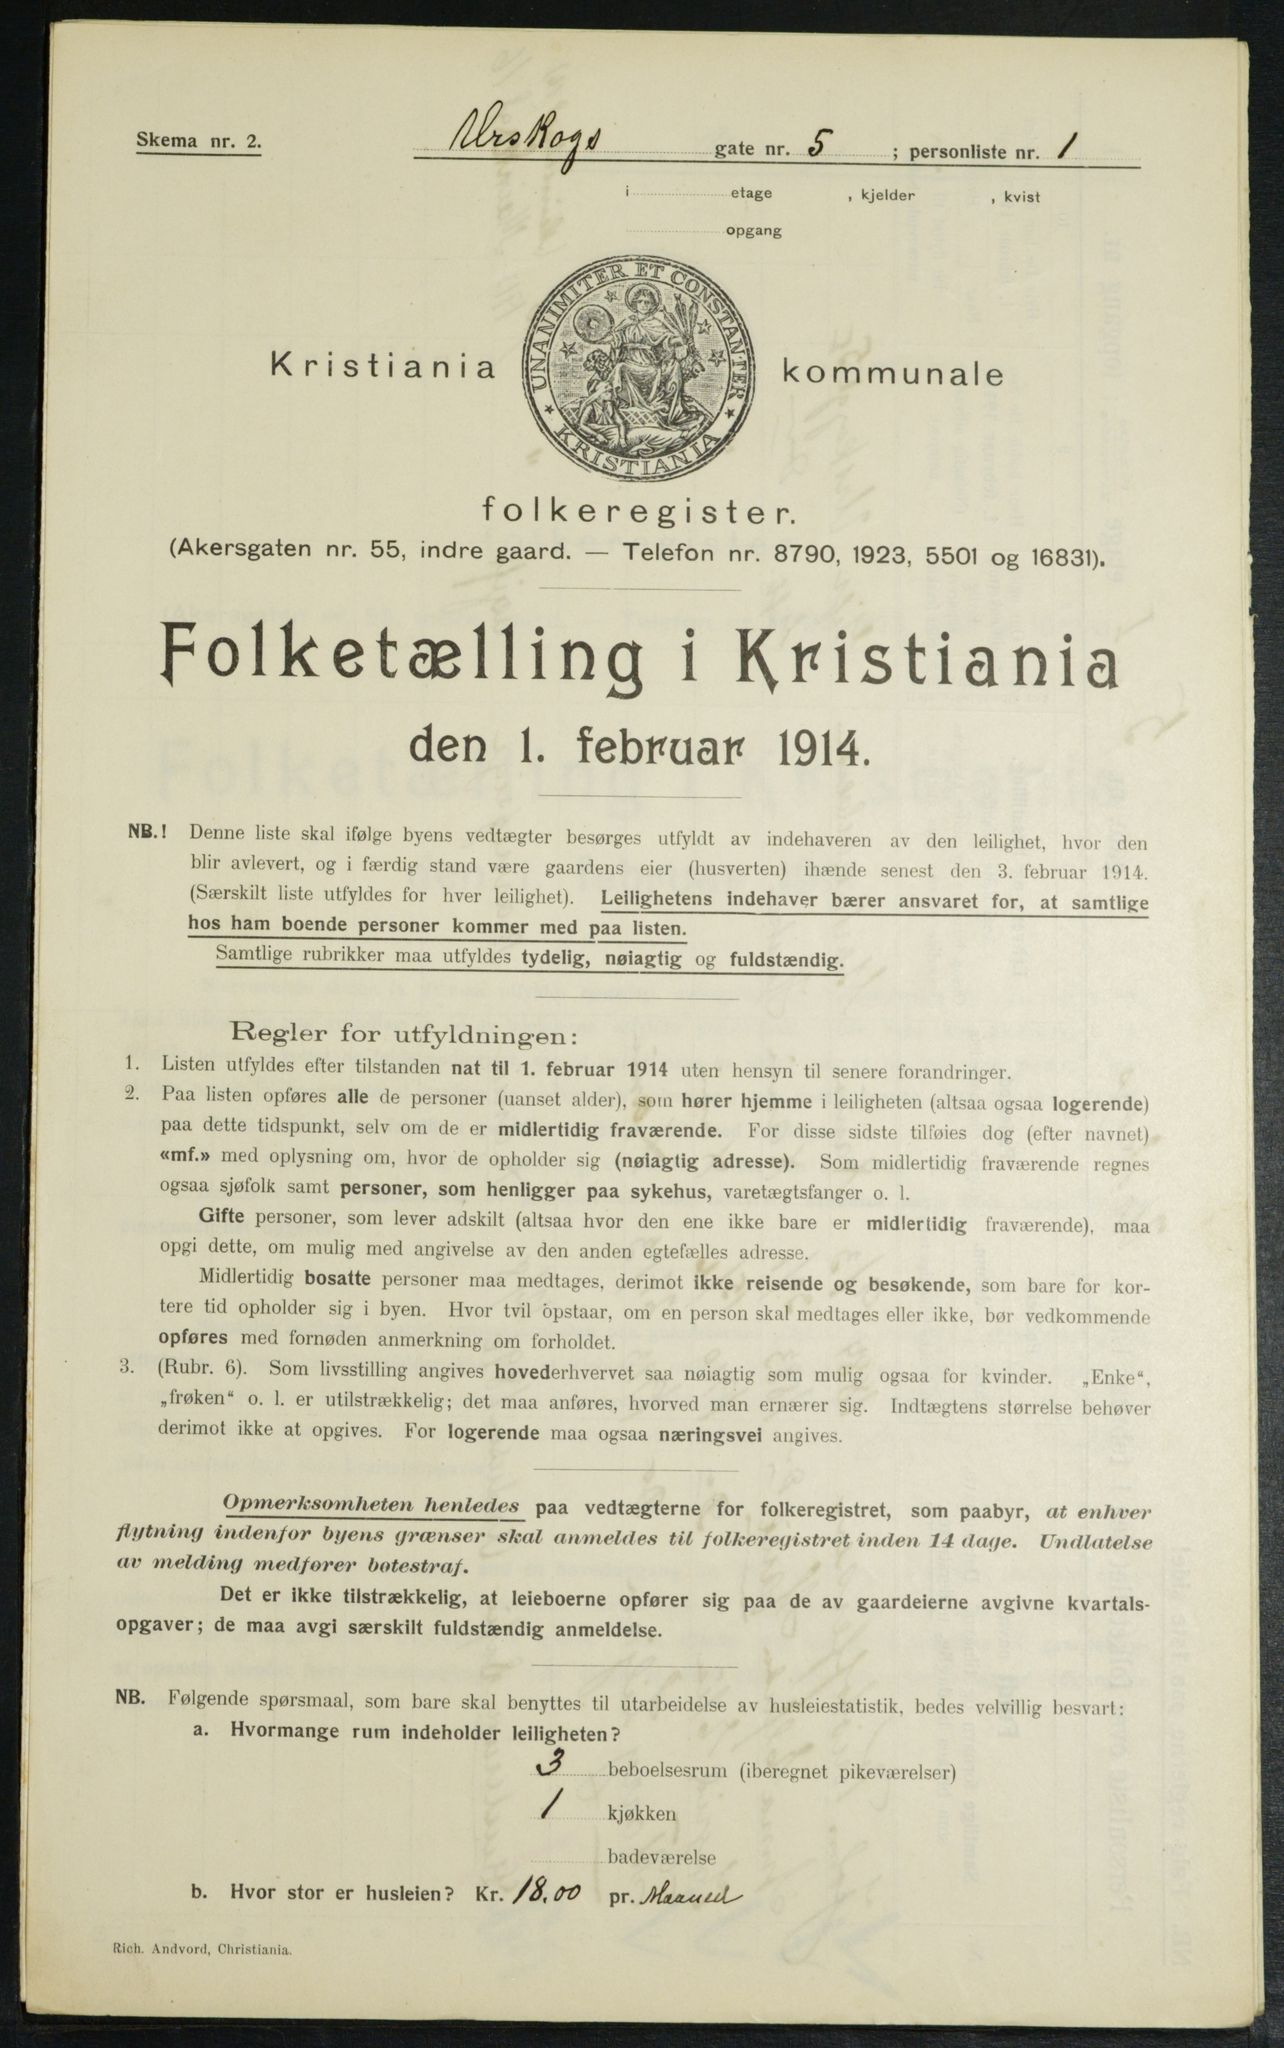 Skema nr. 2. Urskogs gate nr. 5 ; personliste nr. 1
i etage , kjelder , kvist
opgang
UNANIMITER ET CONSTANTER
KRISTIANIA
Kristiania kommunale
folkeregister.
(Akersgaten nr. 55, indre gaard. — Telefon nr. 8790, 1923, 5501 og 16831).
Folketælling i Kristiania
den 1. februar 1914.
NB.! Denne liste skal ifølge byens vedtægter besørges utfyldt av indehaveren av den leilighet, hvor den
blir avlevert, og i færdig stand være gaardens eier (husverten) ihænde senest den 3. februar 1914.
(Særskilt liste utfyldes for hver leilighet). Leilighetens indehaver bærer ansvaret for, at samtlige
hos ham boende personer kommer med paa listen.
Samtlige rubrikker maa utfyldes tydelig, nøiagtig og fuldstændig.
Regler for utfyldningen:
1. Listen utfyldes efter tilstanden nat til 1. februar 1914 uten hensyn til senere forandringer.
2. Paa listen opføres alle de personer (uanset alder), som hører hjemme i leiligheten (altsaa ogsaa logerende)
paa dette tidspunkt, selv om de er midlertidig fraværende. For disse sidste tilføies dog (efter navnet)
«mf.» med oplysning om, hvor de opholder sig (nøiagtig adresse). Som midlertidig fraværende regnes
ogsaa sjøfolk samt personer, som henligger paa sykehus, varetægtsfanger o. l.
Gifte personer, som lever adskilt (altsaa hvor den ene ikke bare er midlertidig fraværende), maa
opgi dette, om mulig med angivelse av den anden egtefælles adresse.
Midlertidig bosatte personer maa medtages, derimot ikke reisende og besøkende, som bare for kor-
tere tid opholder sig i byen. Hvor tvil opstaar, om en person skal medtages eller ikke, bør vedkommende
opføres med fornøden anmerkning om forholdet.
3. (Rubr. 6). Som livsstilling angives hovederhvervet saa nøiagtig som mulig ogsaa for kvinder. „Enke“,
„frøken“ o. l. er utilstrækkelig; det maa anføres, hvorved man ernærer sig. Indtægtens størrelse behøver
derimot ikke at opgives. For logerende maa ogsaa næringsvei angives.
Opmerksomheten henledes paa vedtægterne for folkeregistret, som paabyr, at enhver
flytning indenfor byens grænser skal anmeldes til folkeregistret inden 14 dage. Undlatelse
av melding medfører bøtestraf.
Det er ikke tilstrækkelig, at leieboerne opfører sig paa de av gaardeierne avgivne kvartals-
opgaver; de maa avgi særskilt fuldstændig anmeldelse.
NB. Følgende spørsmaal, som bare skal benyttes til utarbeidelse av husleiestatistik, bedes velvillig besvart:
a. Hvormange rum indeholder leiligheten?
3 beboelsesrum (iberegnet pikeværelser)
1 kjøkken
badeværelse
b. Hvor stor er husleien? Kr. 18.00 pr. Maaned
Rich. Andvord, Christiania.